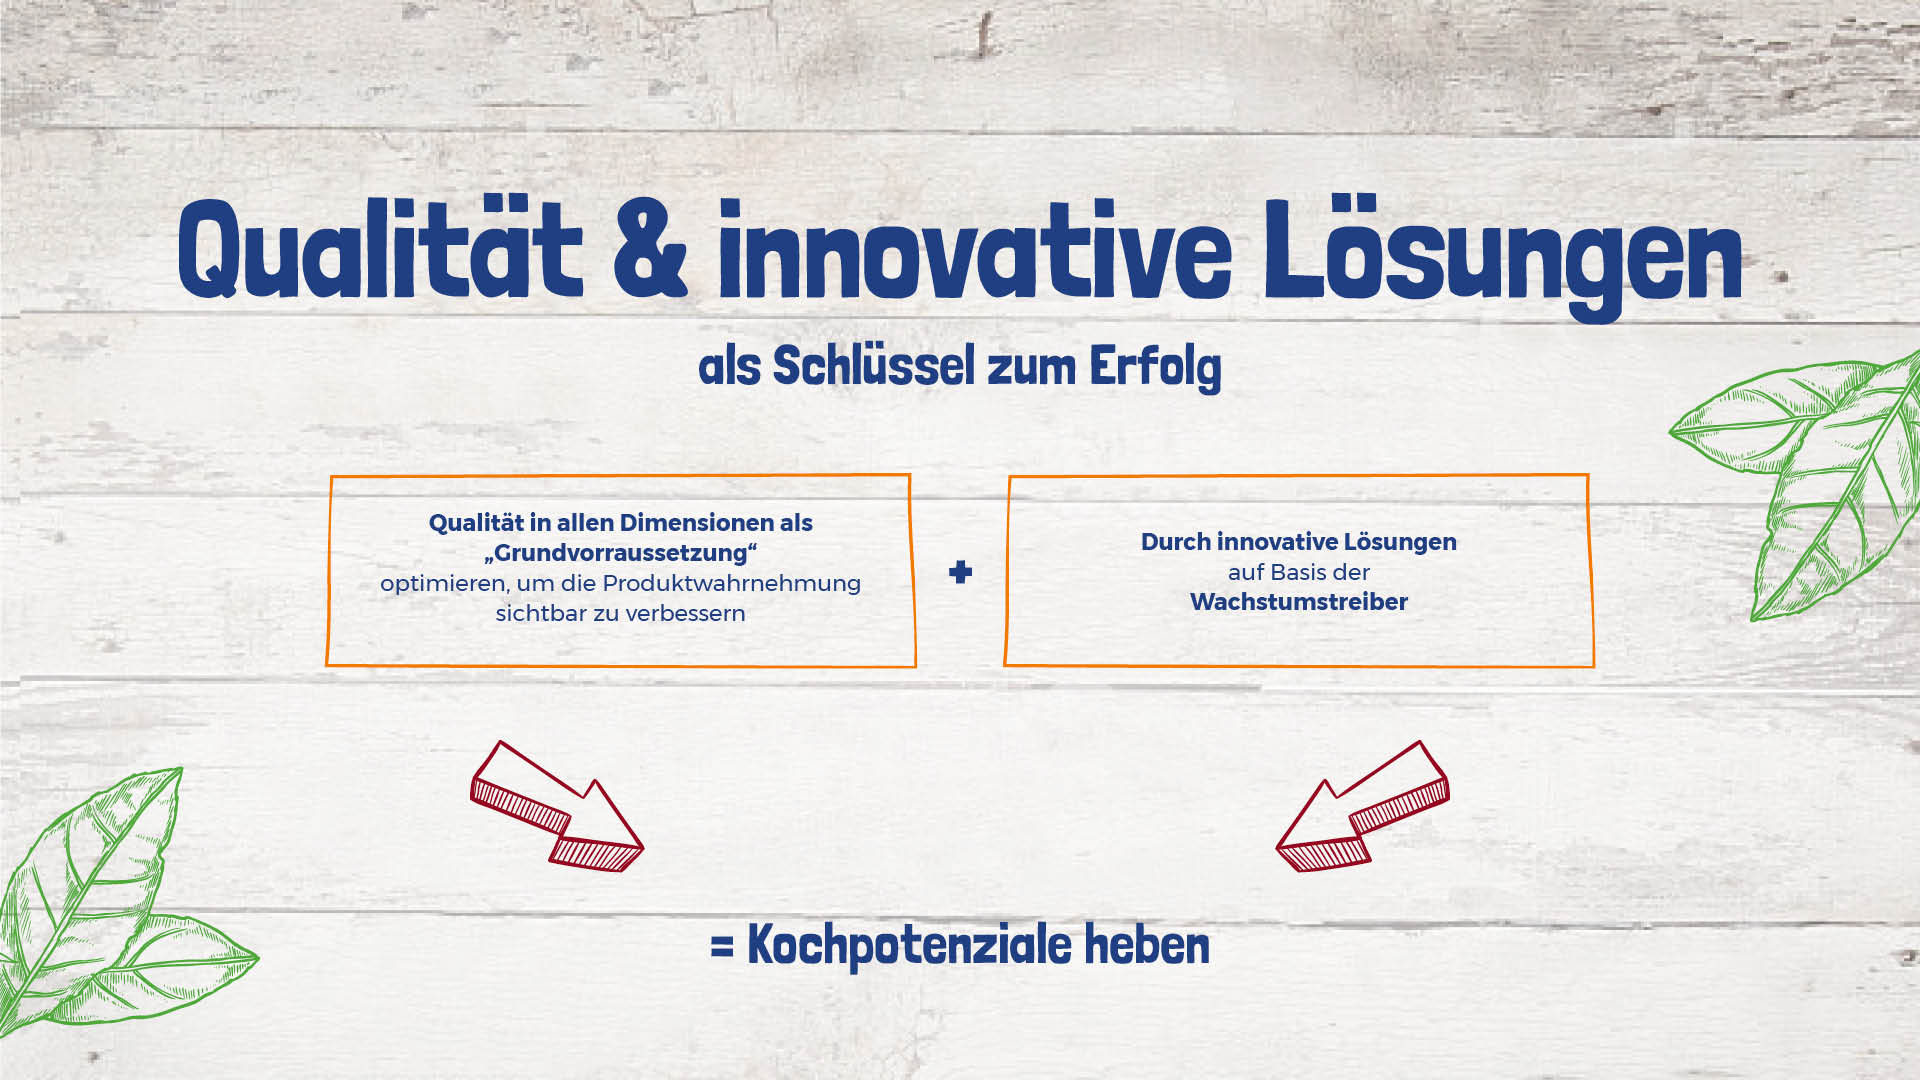 Qualität & innovative Lösungen
als Schlüssel zum Erfolg
Qualität in allen Dimensionen als
„Grundvorraussetzung“
optimieren, um die Produktwahrnehmung
sichtbar zu verbessern
+
Durch innovative Lösungen
auf Basis der
Wachstumstreiber
= Kochpotenziale heben